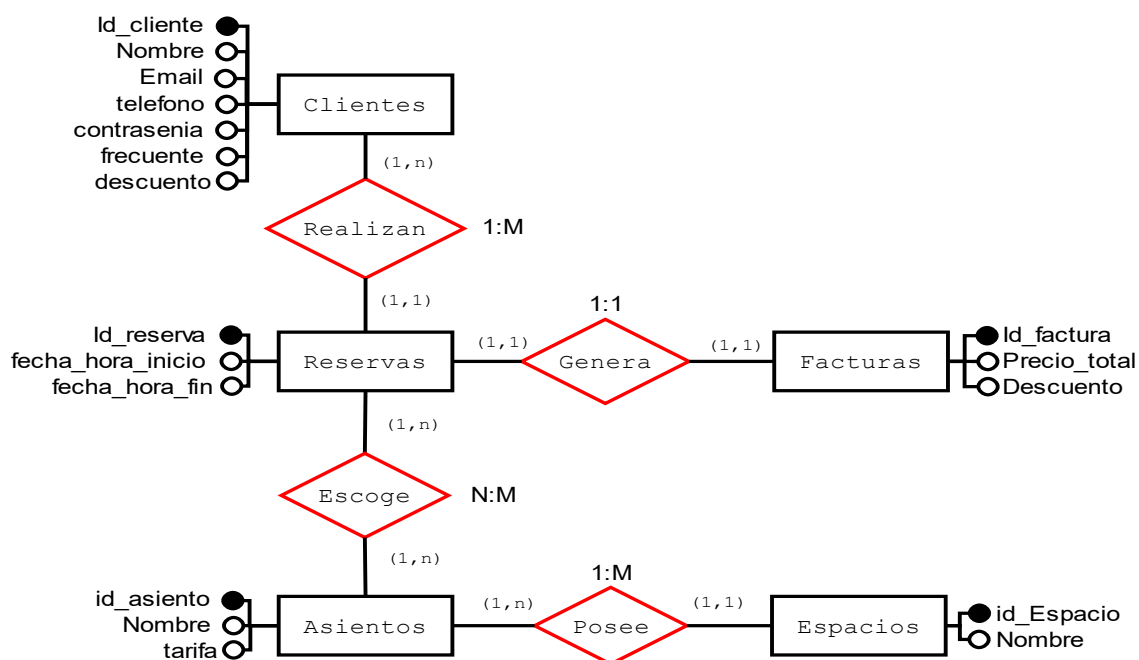 Id_cliente
Nombre
Email
telefono
contrasenia
frecuente
descuento
Clientes
(1,n)
Realizan
1:M
(1,1)
Id_reserva
fecha_hora_inicio
fecha_hora_fin
Reservas
(1,1)
1:1
Genera
(1,1)
Facturas
Id_factura
Precio_total
Descuento
(1,n)
Escoge
N:M
(1,n)
id_asiento
Nombre
tarifa
Asientos
(1,n)
1:M
Posee
(1,1)
Espacios
id_Espacio
Nombre